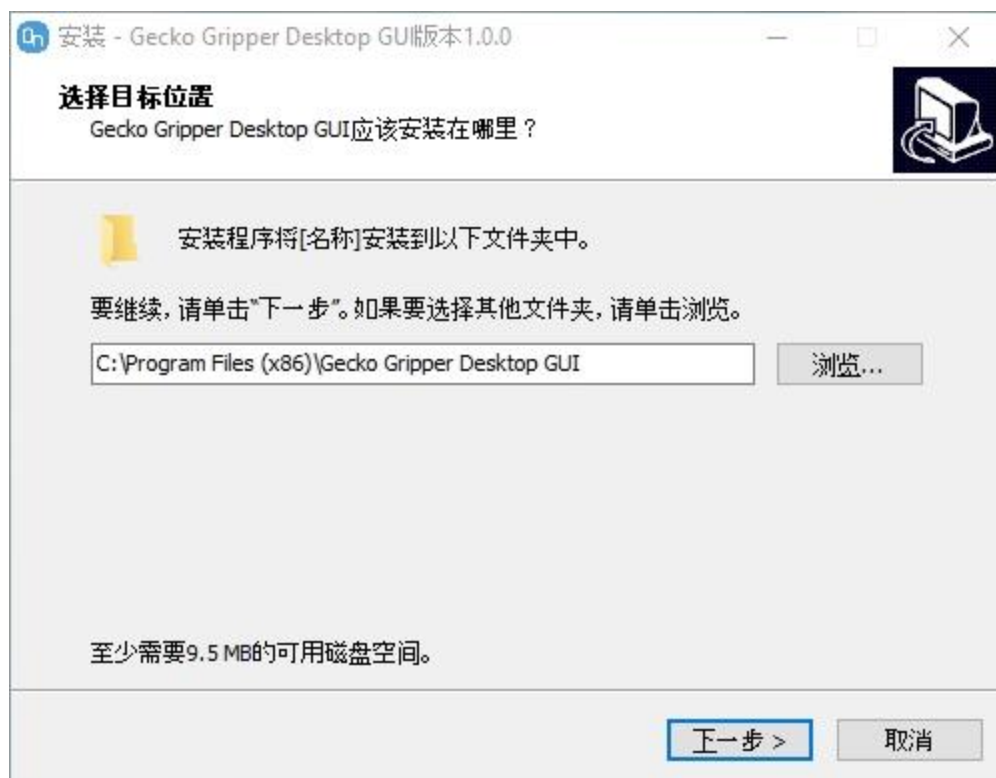 On 安装 - Gecko Gripper Desktop GUI版本1.0.0
选择目标位置
Gecko Gripper Desktop GUI应该安装在哪里？
安装程序将[名称]安装到以下文件夹中。
要继续，请单击“下一步”。如果要选择其他文件夹，请单击浏览。
C:\Program Files (x86)\Gecko Gripper Desktop GUI
浏览...
至少需要9.5 MB的可用磁盘空间。
下一步 >
取消